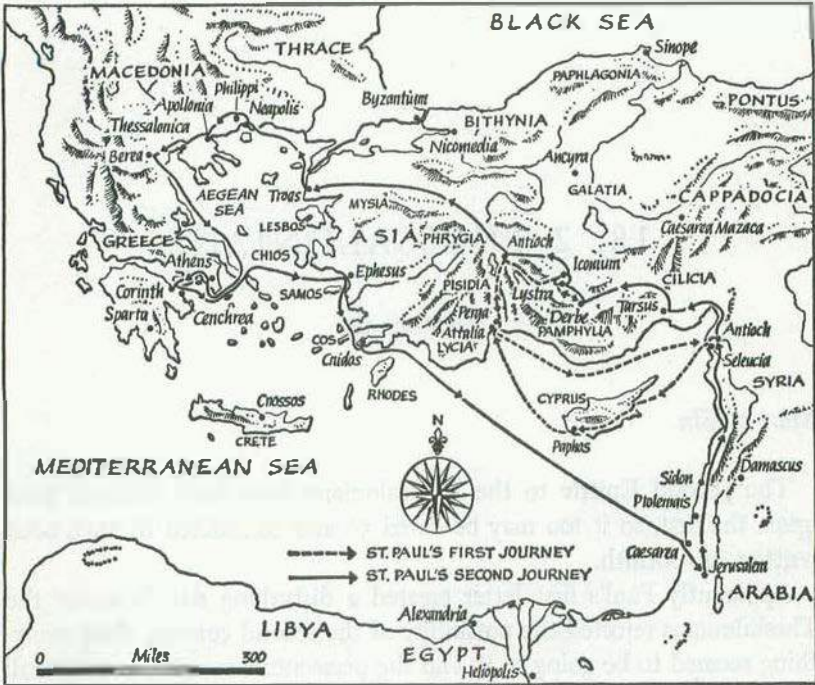 BLACK SEA
THRACE
Sinope
MACEDONIA
PAPHLAGONIA
Philippi
PONTUS
Apollonia
Neapolis
Byzantium
BITHYNIA
Thessalonica
Nicomedia
Berea
Ancyra
Troas
GALATIA
AEGEAN
SEA
MYSIA
CAPPADOCIA
LESBOS
ASIA
PHRYGIA
Antioch
Caesarea Mazaca
GREECE
CHIOS
Athens
Ephesus
Iconium
CILICIA
PISIDIA
Lystra
Corinth
SAMOS
Perga
Derbe
Tarsus
Sparta
Cenchrea
Attalia
PAMPHYLIA
Antioch
LYCIA
COS
Cnidos
Seleucia
RHODES
CYPRUS
SYRIA
Cnossos
CRETE
Paphos
N
MEDITERRANEAN SEA
Damascus
Sidon
Ptolemais
ST. PAUL'S FIRST JOURNEY
Caesarea
Jerusalem
ST. PAUL'S SECOND JOURNEY
ARABIA
Alexandria
LIBYA
EGYPT
0 Miles 300
Heliopolis